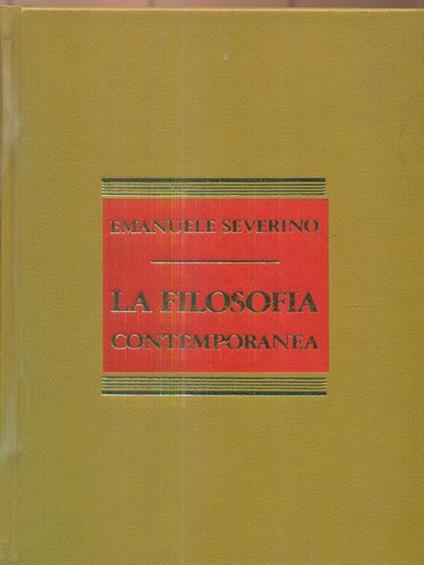 EMANUELE SEVERINO
LA FILOSOFIA
CONTEMPORANEA